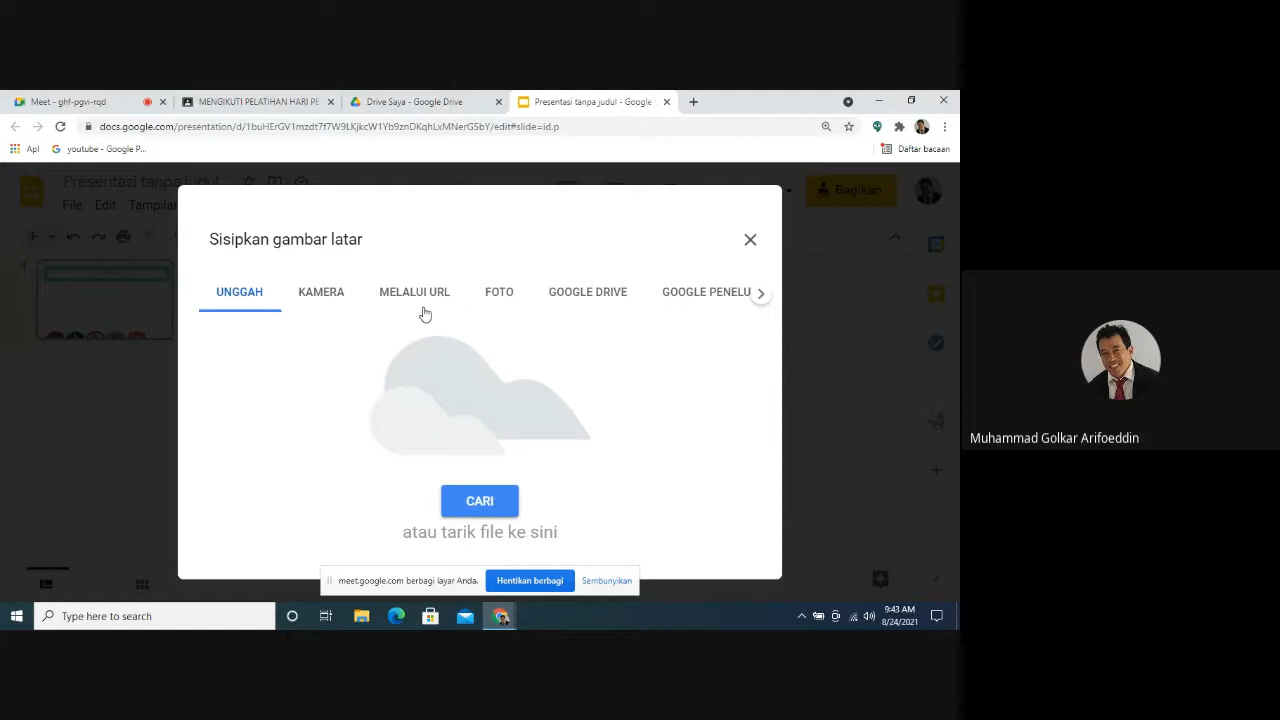 Meet - ghf-pgvi-rqd
MENGIKUTI PELATIHAN HARI PE
Drive Saya - Google Drive
Presentasi tanpa judul - Google
docs.google.com/presentation/d/1buHErGV1mzdt7f7W9LKjkcW1Yb9znDKqhLxMNerG5bY/edit#slide=id.p
Apl
youtube - Google P...
Daftar bacaan
Presentasi tanpa judul
File Edit Tampilan
Bagikan
Sisipkan gambar latar
UNGGAH
KAMERA
MELALUI URL
FOTO
GOOGLE DRIVE
GOOGLE PENELU
CARI
atau tarik file ke sini
meet.google.com berbagi layar Anda.
Hentikan berbagi
Sembunyikan
Type here to search
9:43 AM
8/24/2021
Muhammad Golkar Arifoeddin